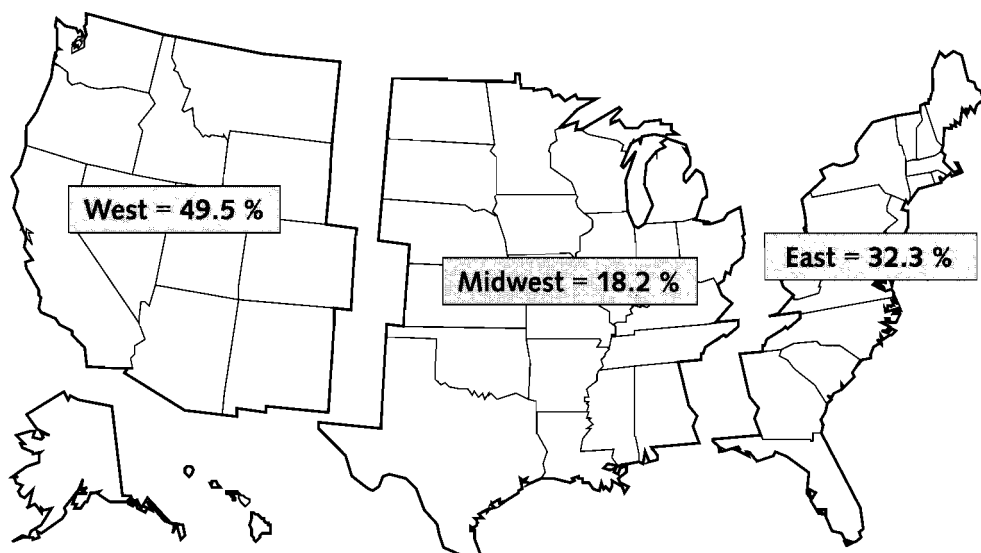 West = 49.5 %
Midwest = 18.2 %
East = 32.3 %